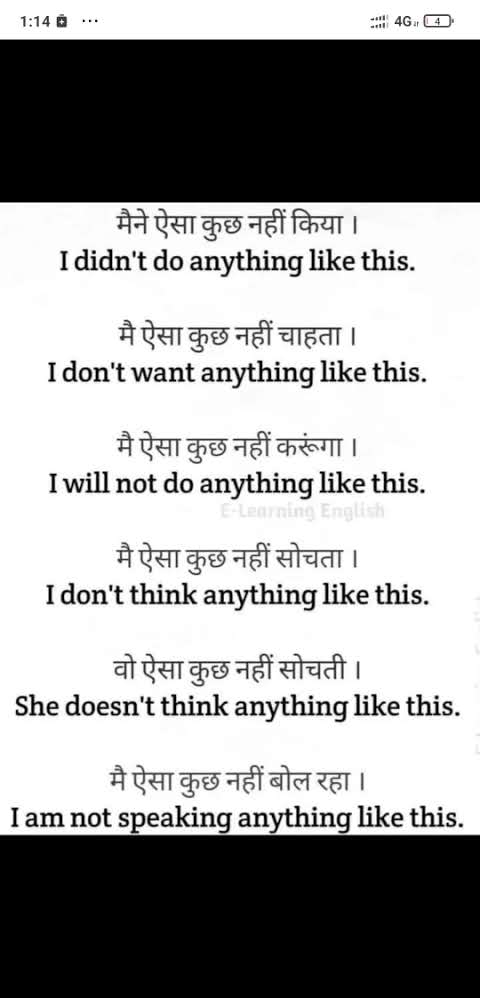 1:14 ...
4G 4
मैने ऐसा कुछ नहीं किया ।
I didn't do anything like this.
मै ऐसा कुछ नहीं चाहता ।
I don't want anything like this.
मै ऐसा कुछ नहीं करूंगा ।
I will not do anything like this.
E-Learning English
मै ऐसा कुछ नहीं सोचता ।
I don't think anything like this.
वो ऐसा कुछ नहीं सोचती ।
She doesn't think anything like this.
मै ऐसा कुछ नहीं बोल रहा ।
I am not speaking anything like this.